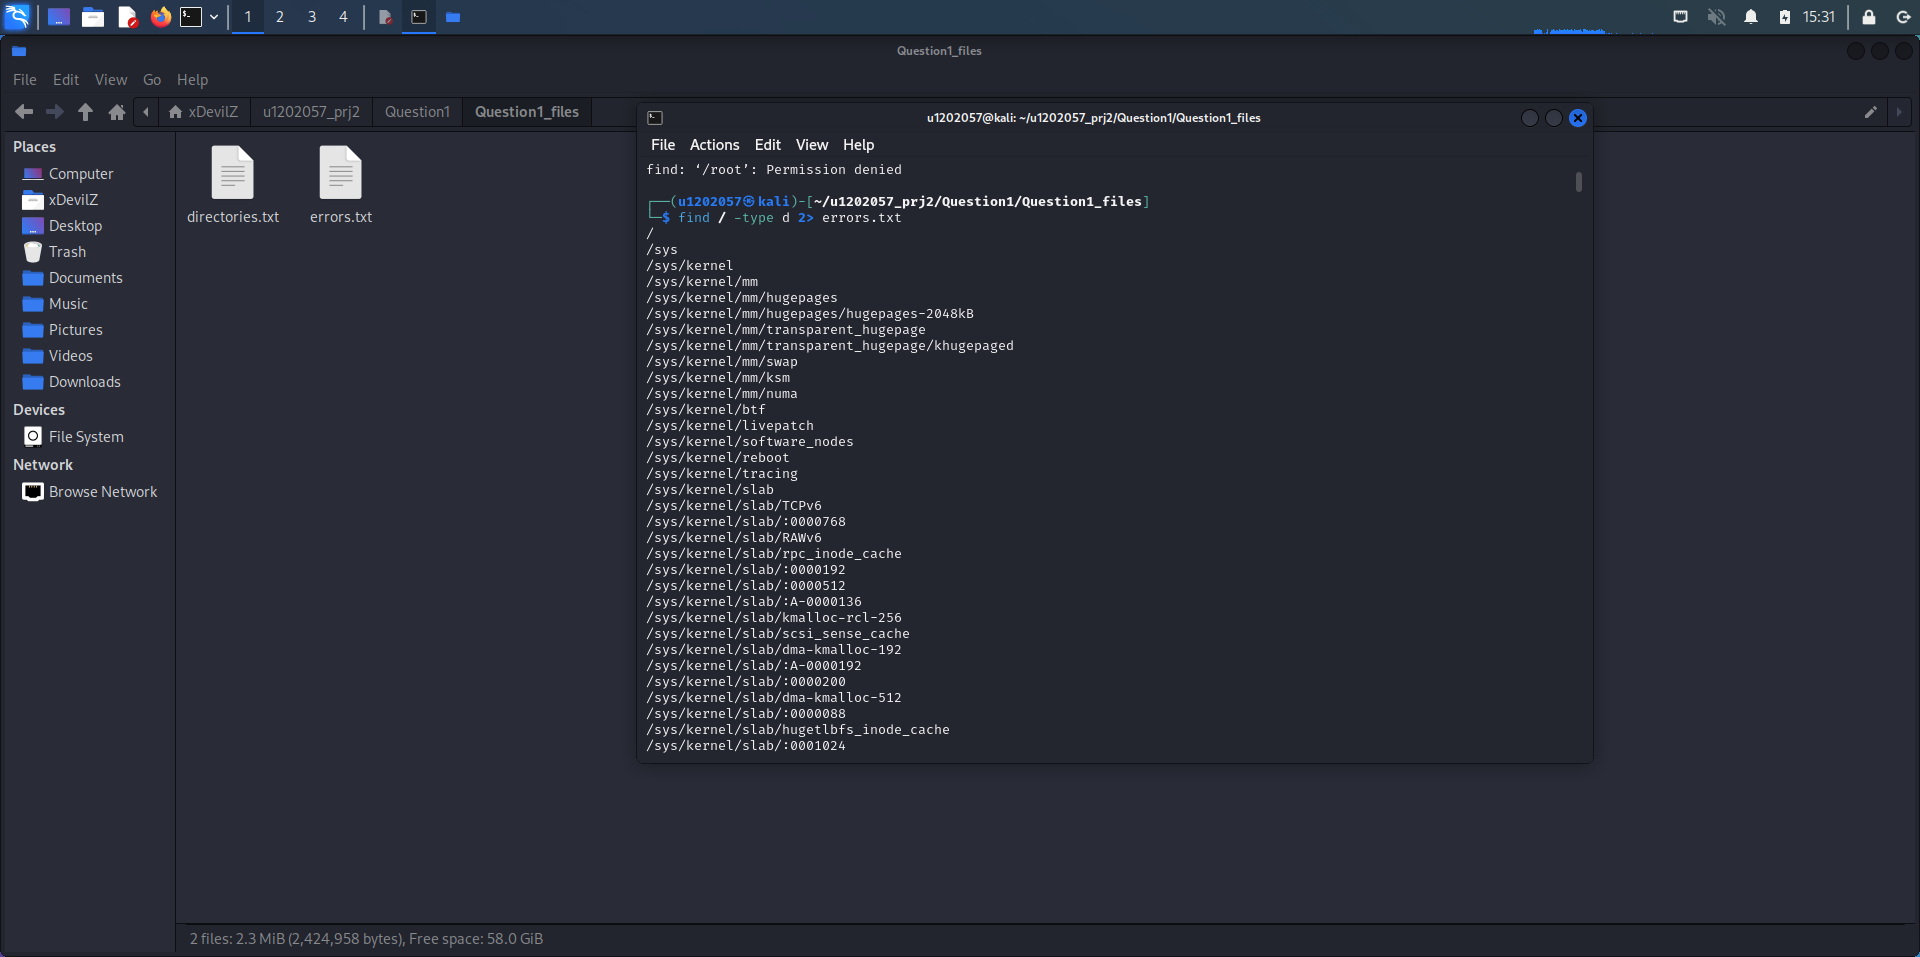 1 2 3 4 15:31
Question1_files
File Edit View Go Help
xDevilZ u1202057_prj2 Question1 Question1_files
Places
Computer
xDevilZ
Desktop
Trash
Documents
Music
Pictures
Videos
Downloads
Devices
File System
Network
Browse Network
directories.txt errors.txt
2 files: 2.3 MiB (2,424,958 bytes), Free space: 58.0 GiB
u1202057@kali: ~/u1202057_prj2/Question1/Question1_files
File Actions Edit View Help
find: ‘/root’: Permission denied
┌──(u1202057㉿kali)-[~/u1202057_prj2/Question1/Question1_files]
└─$ find / -type d 2> errors.txt
/
/sys
/sys/kernel
/sys/kernel/mm
/sys/kernel/mm/hugepages
/sys/kernel/mm/hugepages/hugepages-2048kB
/sys/kernel/mm/transparent_hugepage
/sys/kernel/mm/transparent_hugepage/khugepaged
/sys/kernel/mm/swap
/sys/kernel/mm/ksm
/sys/kernel/mm/numa
/sys/kernel/btf
/sys/kernel/livepatch
/sys/kernel/software_nodes
/sys/kernel/reboot
/sys/kernel/tracing
/sys/kernel/slab
/sys/kernel/slab/TCPv6
/sys/kernel/slab/:0000768
/sys/kernel/slab/RAWv6
/sys/kernel/slab/rpc_inode_cache
/sys/kernel/slab/:0000192
/sys/kernel/slab/:0000512
/sys/kernel/slab/:A-0000136
/sys/kernel/slab/kmalloc-rcl-256
/sys/kernel/slab/scsi_sense_cache
/sys/kernel/slab/dma-kmalloc-192
/sys/kernel/slab/:A-0000192
/sys/kernel/slab/:0000200
/sys/kernel/slab/dma-kmalloc-512
/sys/kernel/slab/:0000088
/sys/kernel/slab/hugetlbfs_inode_cache
/sys/kernel/slab/:0001024